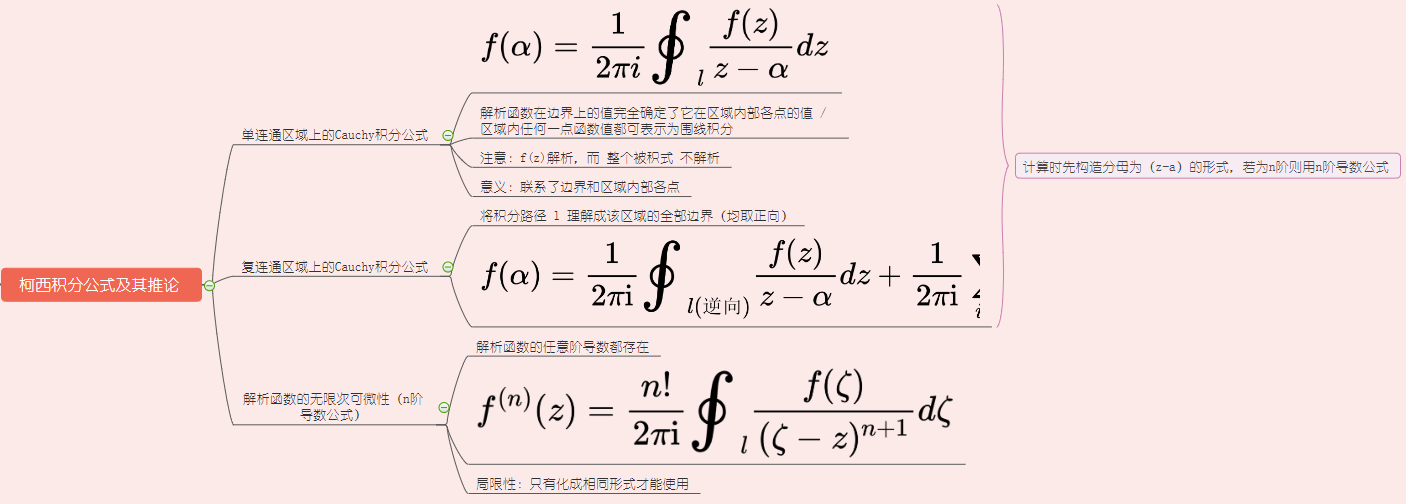 柯西积分公式及其推论
单连通区域上的Cauchy积分公式
f(α) = \frac{1}{2πi} \oint_l \frac{f(z)}{z − α} dz
解析函数在边界上的值完全确定了它在区域内部各点的值 /
区域内任何一点函数值都可表示为围线积分
注意: f(z)解析, 而 整个被积式 不解析
意义: 联系了边界和区域内部各点
复连通区域上的Cauchy积分公式
将积分路径 l 理解成该区域的全部边界 (均取正向)
f(α) = \frac{1}{2πi} \oint_{l(逆向)} \frac{f(z)}{z − α} dz + \frac{1}{2πi}
计算时先构造分母为 (z-a) 的形式, 若为n阶则用n阶导数公式
解析函数的无限次可微性 (n阶
导数公式)
解析函数的任意阶导数都存在
f^{(n)}(z) = \frac{n!}{2πi} \oint_l \frac{f(ζ)}{(ζ − z)^{n+1}} dζ
局限性: 只有化成相同形式才能使用